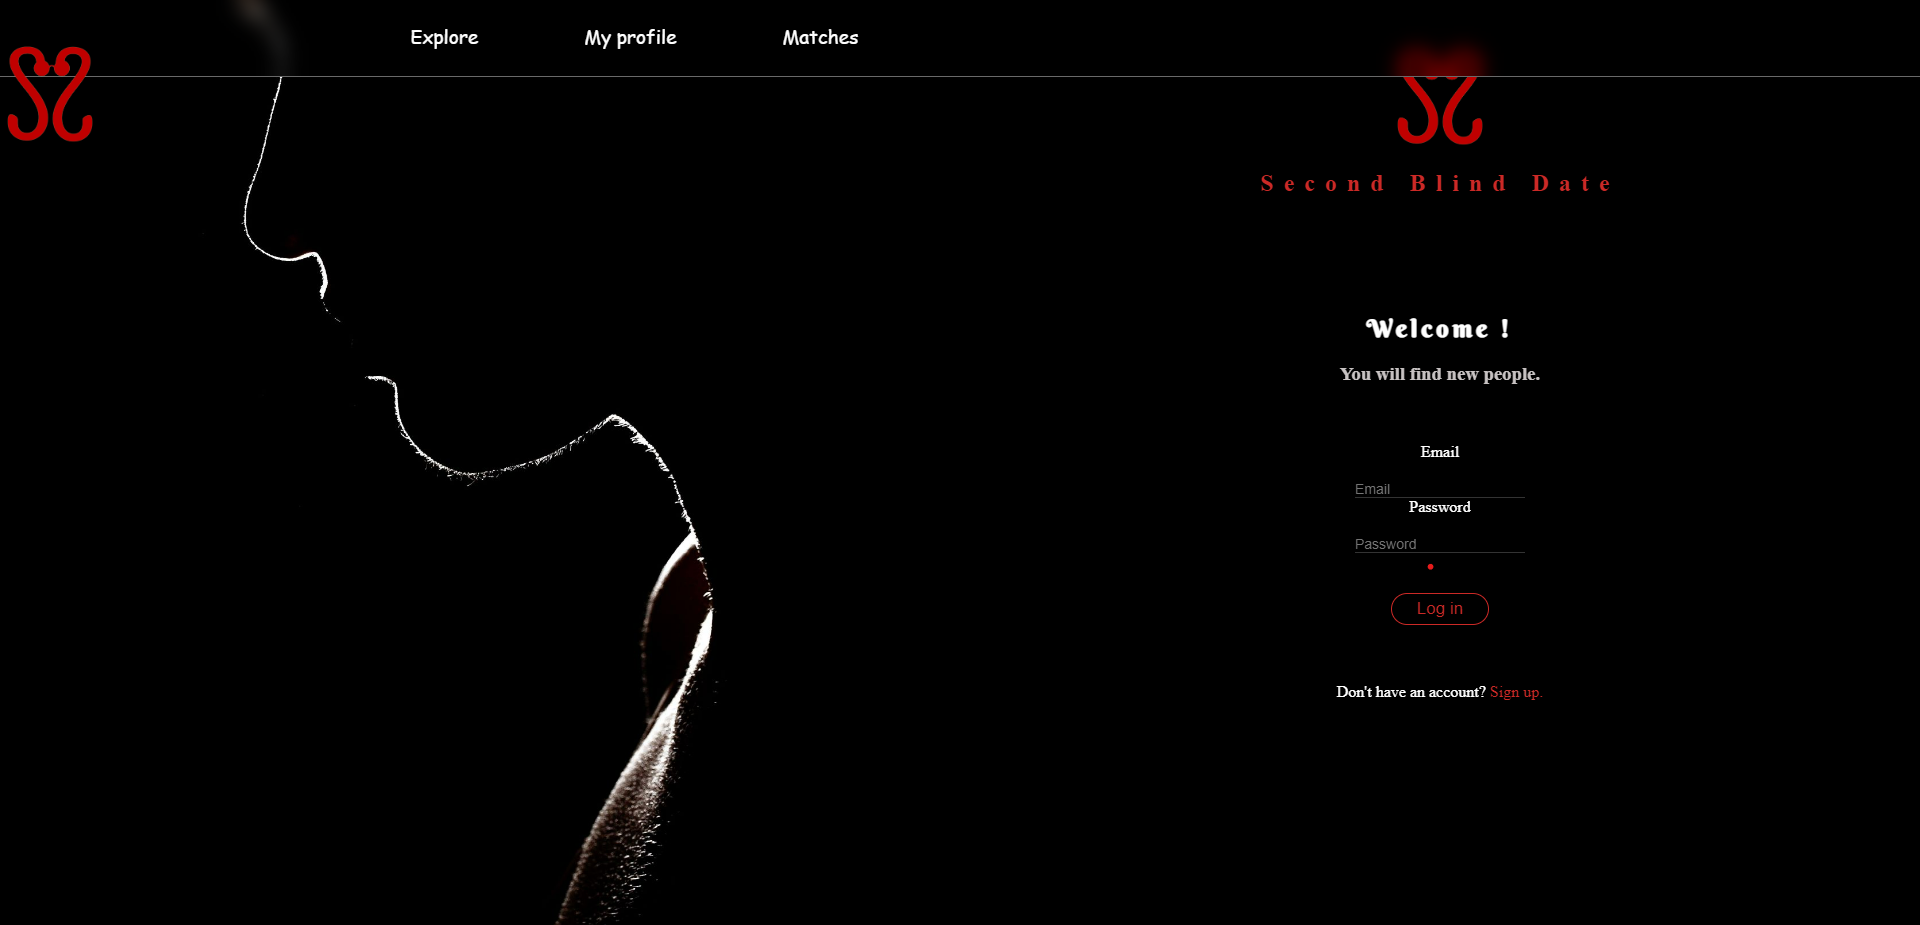 Explore My profile Matches
Second Blind Date
Welcome !
You will find new people.
Email
Email
Password
Password
Log in
Don't have an account? Sign up.